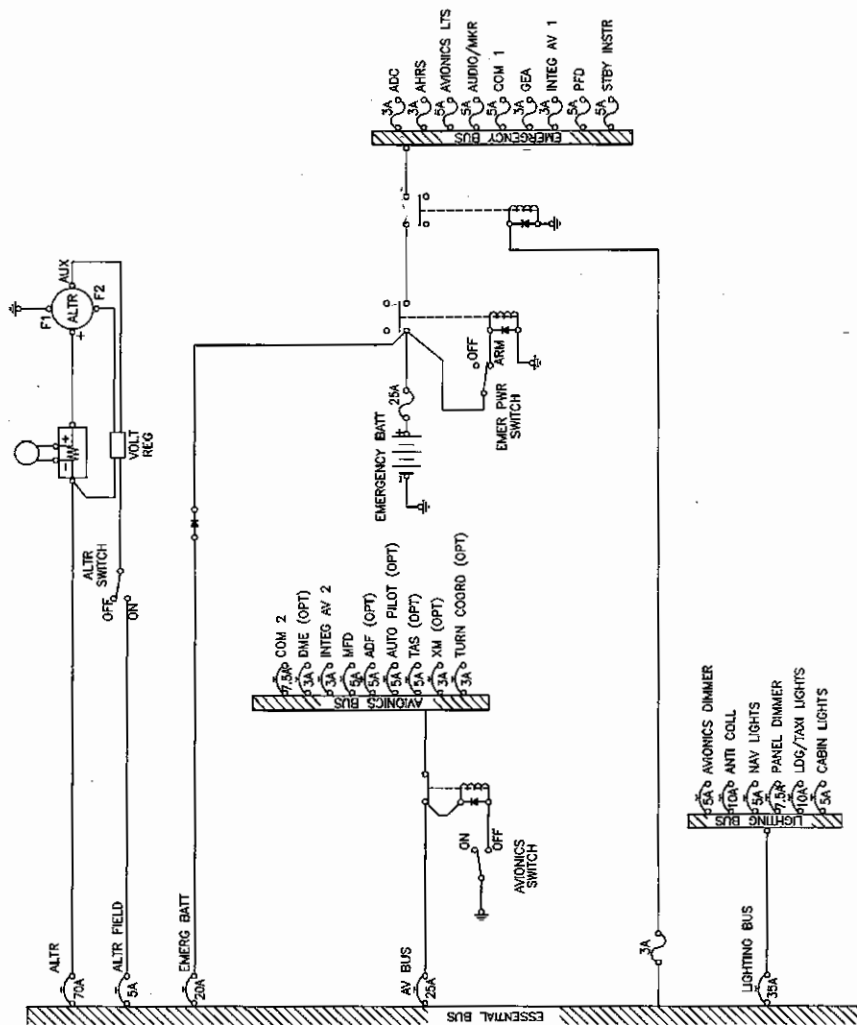 ADC
3A
AHRS
3A
AVIONICS LTS
5A
AUDIO/MKR
5A
COM 1
5A
GEA
3A
INTEG AV 1
3A
PFD
5A
STBY INSTR
5A
EMERGENCY BUS
F1
ALTR
AUX
F2
+
- +
VOLT
REG
ALTR
SWITCH
OFF
ON
25A
EMERGENCY BATT
+
OFF
ARM
EMER PWR
SWITCH
COM 2
7.5A
DME (OPT)
3A
INTEG AV 2
3A
MFD
5A
ADF (OPT)
5A
AUTO PILOT (OPT)
5A
TAS (OPT)
5A
XM (OPT)
3A
TURN COORD (OPT)
3A
AVIONICS BUS
ON
OFF
AVIONICS
SWITCH
AVIONICS DIMMER
5A
ANTI COLL
10A
NAV LIGHTS
5A
PANEL DIMMER
7.5A
LDG/TAXI LIGHTS
10A
CABIN LIGHTS
5A
LIGHTING BUS
ALTR
70A
ALTR FIELD
5A
EMERG BATT
20A
AV BUS
25A
3A
LIGHTING BUS
35A
ESSENTIAL BUS